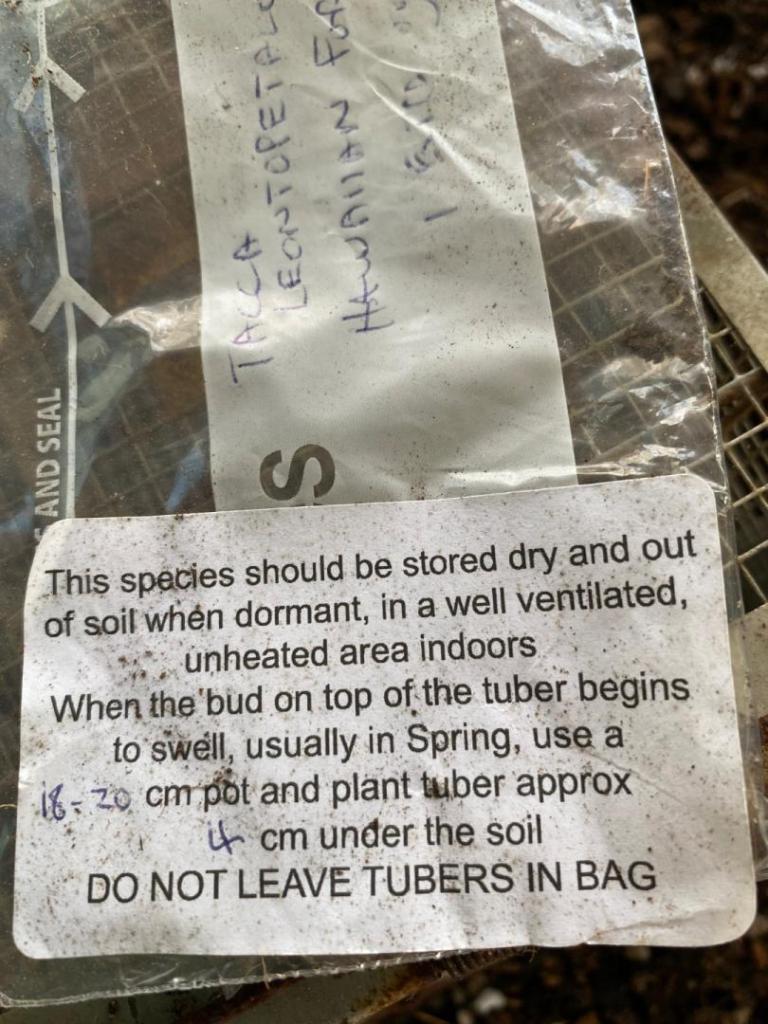 TACCA
LEONTOPETALO
HAWAIIAN FOR
1
S
AND SEAL
This species should be stored dry and out
of soil when dormant, in a well ventilated,
unheated area indoors
When the bud on top of the tuber begins
to swell, usually in Spring, use a
18-20 cm pot and plant tuber approx
4 cm under the soil
DO NOT LEAVE TUBERS IN BAG